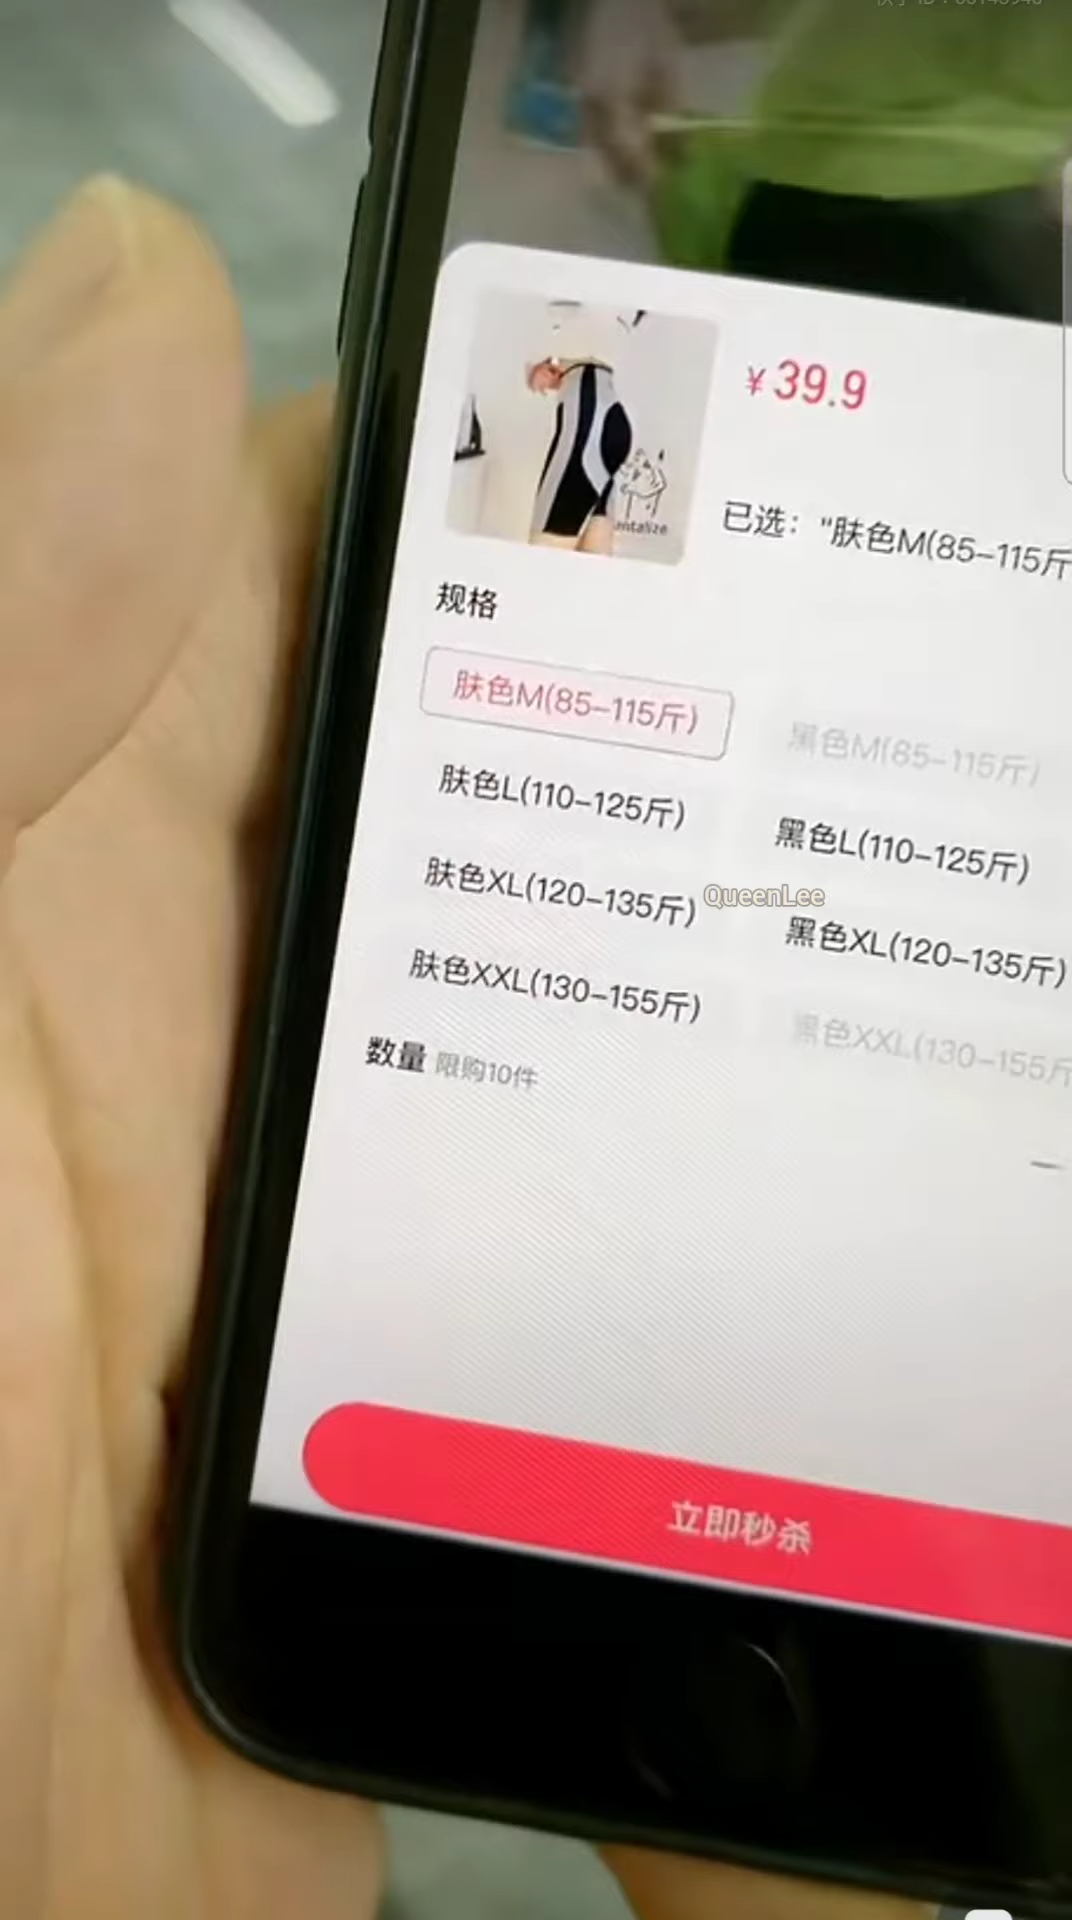 ¥39.9
antalize
已选："肤色M(85-115斤
规格
肤色M(85-115斤)
黑色M(85-115斤)
肤色L(110-125斤)
黑色L(110-125斤)
肤色XL(120-135斤)
QueenLee
黑色XL(120-135斤)
肤色XXL(130-155斤)
黑色XXL(130-155斤
数量 限购10件
立即秒杀